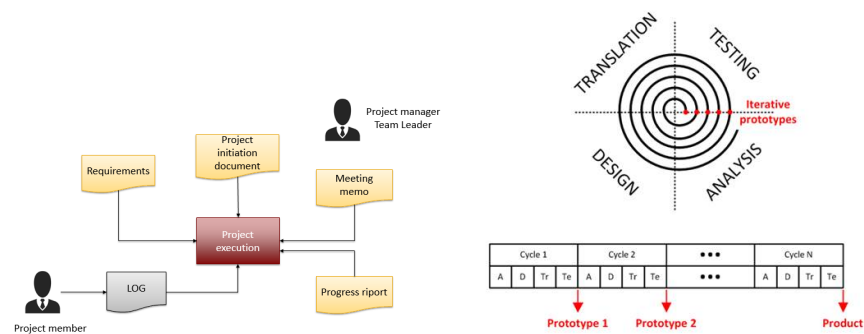 Project manager
Team Leader
Project
initiation
document
Requirements
Meeting
memo
Project
execution
LOG
Progress riport
Project member
TRANSLATION
TESTING
Iterative
prototypes
DESIGN
ANALYSIS
Cycle 1 Cycle 2 ••• Cycle N
A D Tr Te A D Tr Te ••• A D Tr Te
Prototype 1 Prototype 2 Product